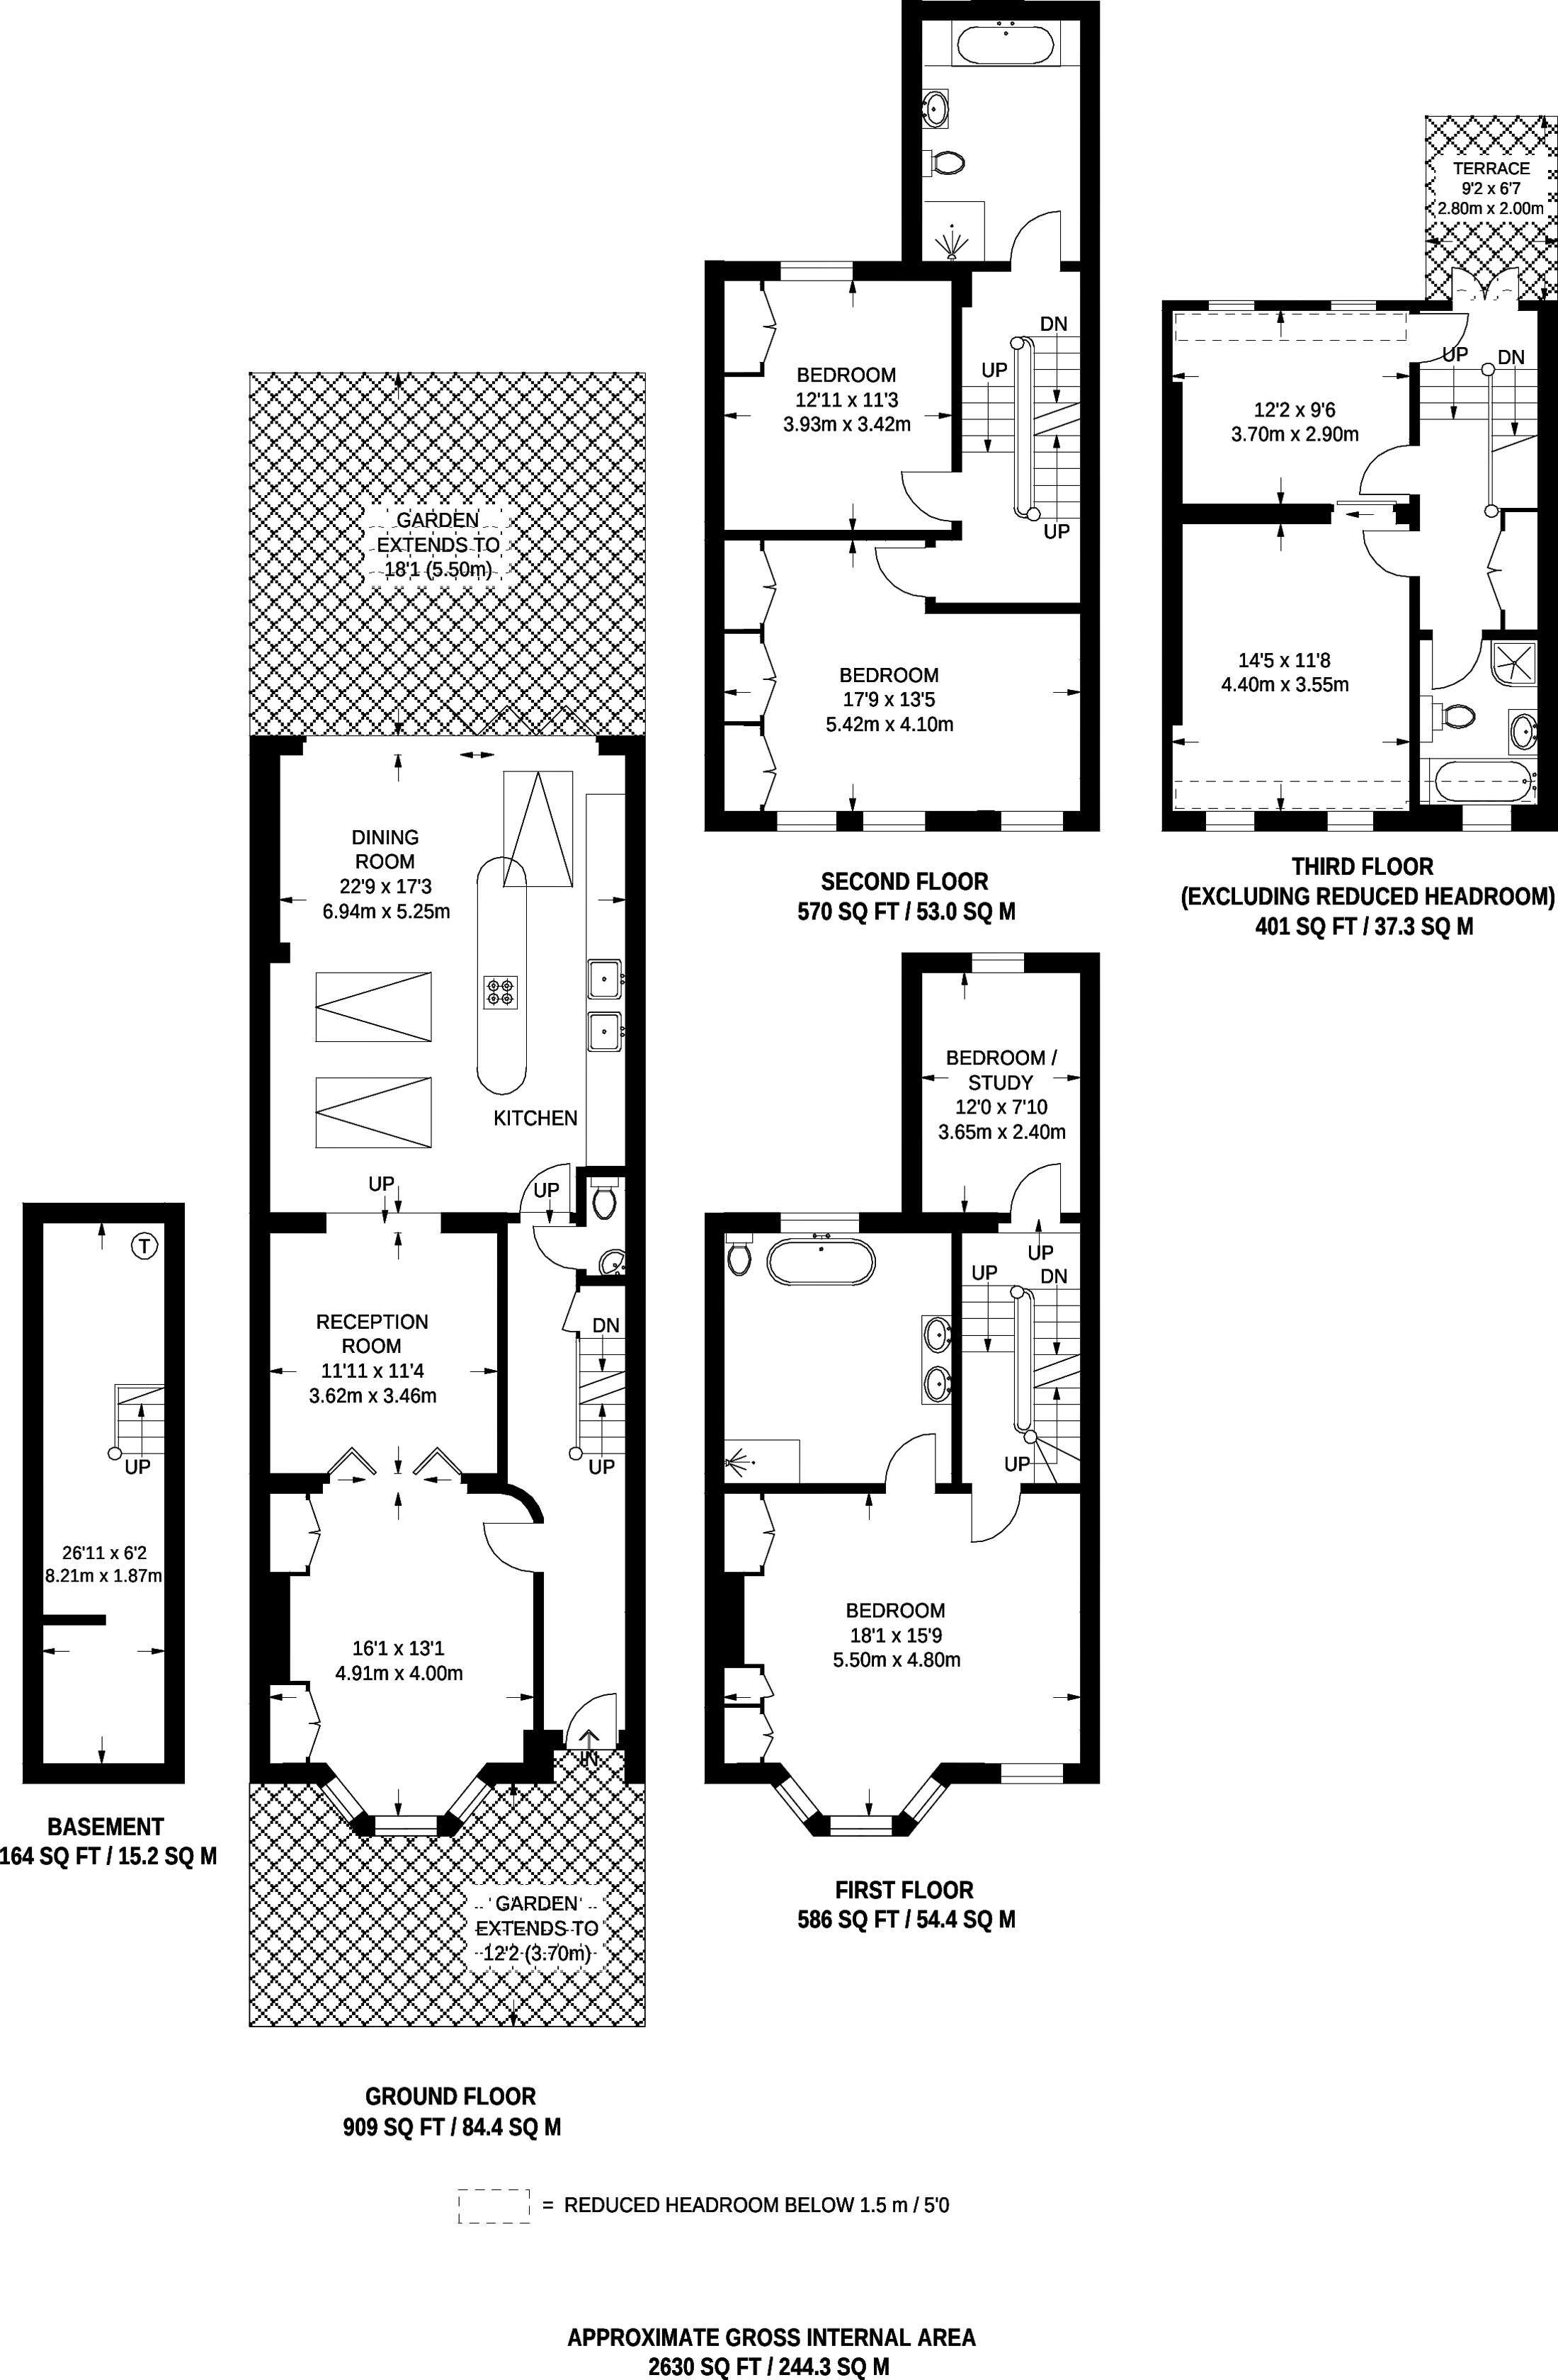 TERRACE
9'2 x 6'7
2.80m x 2.00m
DN
UP
UP
BEDROOM
12'11 x 11'3
3.93m x 3.42m
BEDROOM
17'9 x 13'5
5.42m x 4.10m
SECOND FLOOR
570 SQ FT / 53.0 SQ M
UP
DN
12'2 x 9'6
3.70m x 2.90m
14'5 x 11'8
4.40m x 3.55m
THIRD FLOOR
(EXCLUDING REDUCED HEADROOM)
401 SQ FT / 37.3 SQ M
GARDEN
EXTENDS TO
18'1 (5.50m)
DINING
ROOM
22'9 x 17'3
6.94m x 5.25m
KITCHEN
UP
UP
RECEPTION
ROOM
11'11 x 11'4
3.62m x 3.46m
DN
UP
16'1 x 13'1
4.91m x 4.00m
IN
GARDEN
EXTENDS TO
12'2 (3.70m)
GROUND FLOOR
909 SQ FT / 84.4 SQ M
T
UP
26'11 x 6'2
8.21m x 1.87m
BASEMENT
164 SQ FT / 15.2 SQ M
BEDROOM /
STUDY
12'0 x 7'10
3.65m x 2.40m
UP
UP
DN
UP
BEDROOM
18'1 x 15'9
5.50m x 4.80m
FIRST FLOOR
586 SQ FT / 54.4 SQ M
= REDUCED HEADROOM BELOW 1.5 m / 5'0
APPROXIMATE GROSS INTERNAL AREA
2630 SQ FT / 244.3 SQ M